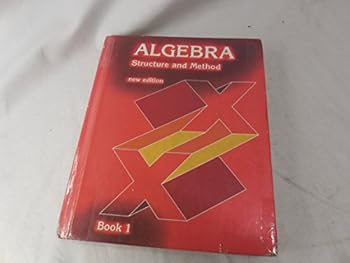 ALGEBRA
Structure and Method
new edition
Book 1